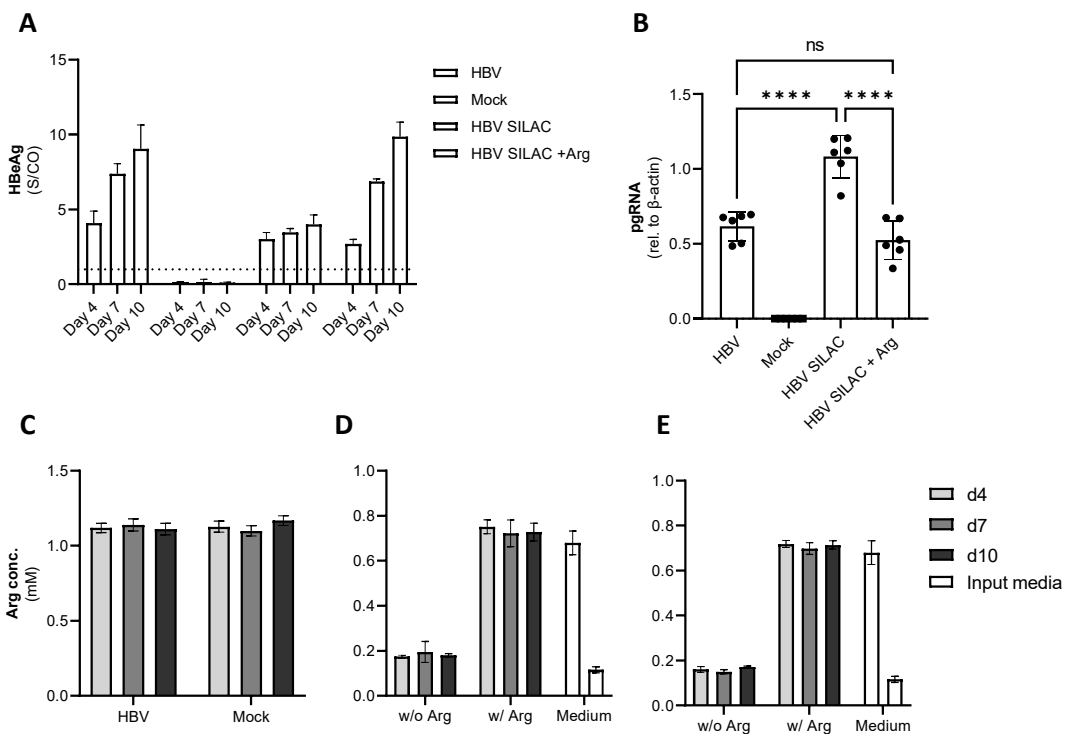 A
HBeAg
(S/CO)
15
10
5
0
Day 4
Day 7
Day 10
Day 4
Day 7
Day 10
Day 4
Day 7
Day 10
Day 4
Day 7
Day 10
HBV
Mock
HBV SILAC
HBV SILAC +Arg
B
ns
**** ****
pgRNA
(rel. to β-actin)
1.5
1.0
0.5
0.0
HBV
Mock
HBV SILAC
HBV SILAC + Arg
C
Arg conc.
(mM)
1.5
1.0
0.5
0.0
HBV Mock
D
1.0
0.8
0.6
0.4
0.2
0.0
w/o Arg w/ Arg Medium
E
1.0
0.8
0.6
0.4
0.2
0.0
w/o Arg w/ Arg Medium
d4
d7
d10
Input media